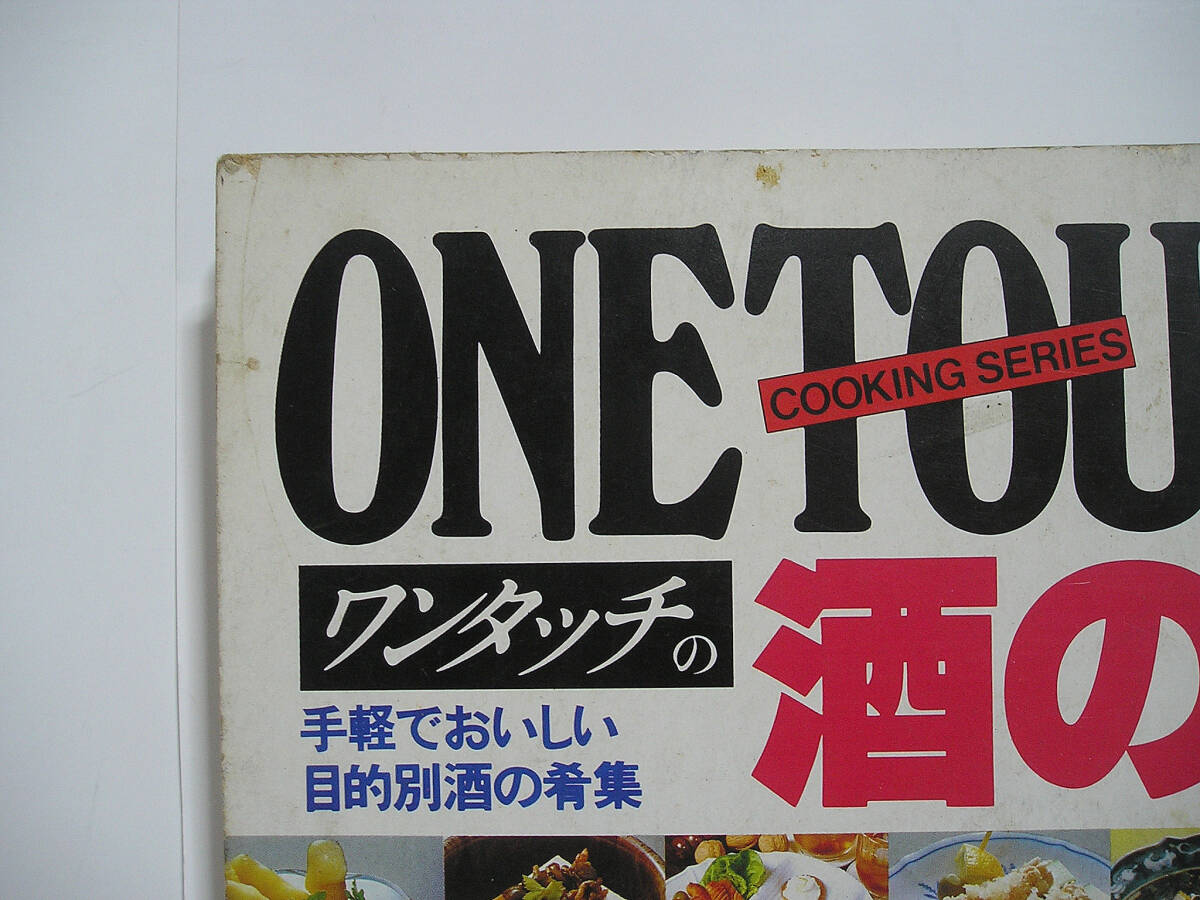 ONE TOU
COOKING SERIES
ワンタッチの
酒の
手軽でおいしい
目的別酒の肴集